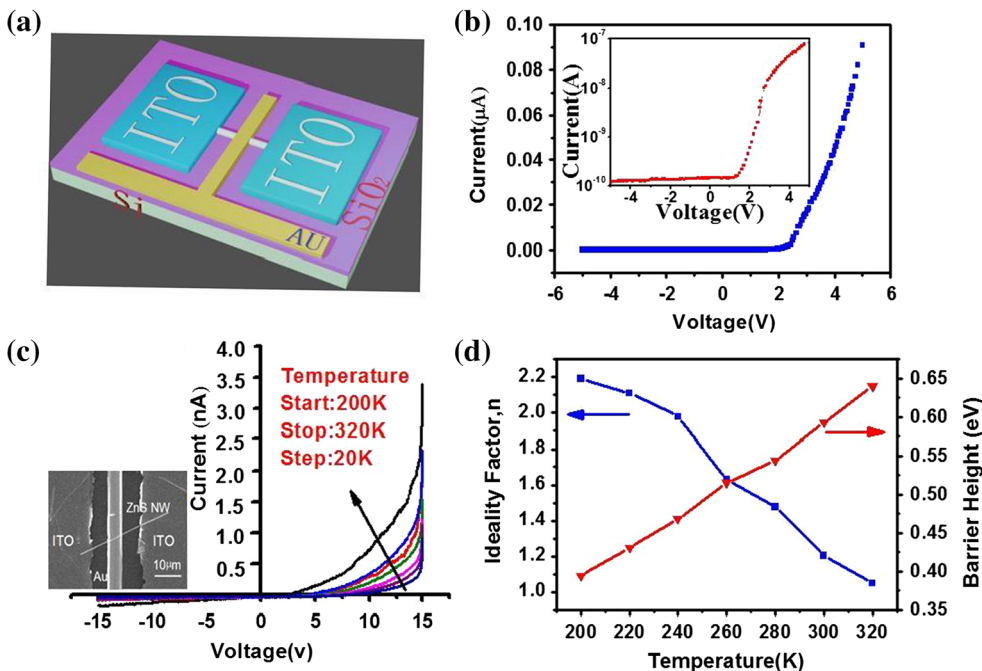 (a)
ITO
ITO
Si
SiO2
AU
(b)
0.10
0.08
0.06
0.04
0.02
0.00
Current(μA)
-6
-4
-2
0
2
4
6
Voltage(V)
10-7
10-8
10-9
10-10
Current(A)
-4
-2
0
2
4
Voltage(V)
(c)
4.0
3.5
3.0
2.5
2.0
1.5
1.0
0.5
Current (nA)
Temperature
Start:200K
Stop:320K
Step:20K
ZnS NW
ITO
ITO
Au
10μm
-15
-10
-5
0
5
10
15
Voltage(v)
(d)
2.2
2.0
1.8
1.6
1.4
1.2
1.0
Ideality Factor,n
0.65
0.60
0.55
0.50
0.45
0.40
0.35
Barrier Height (eV)
200
220
240
260
280
300
320
Temperature(K)